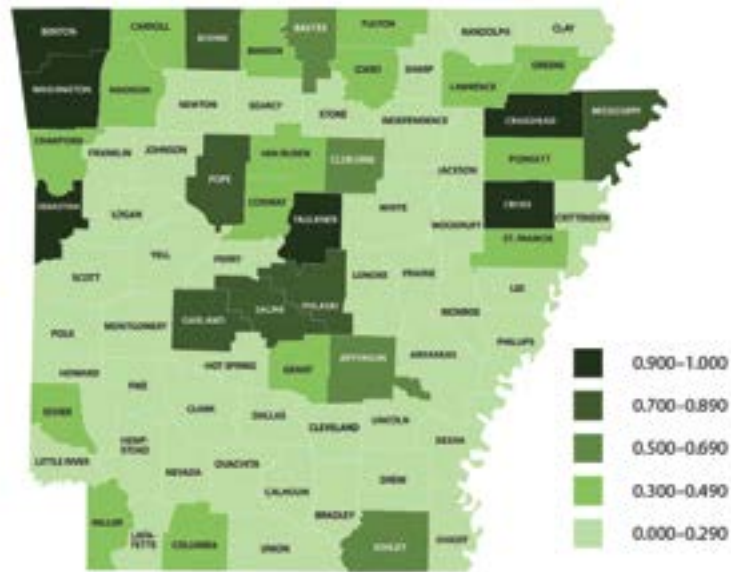 BENTON
CARROLL
BOONE
MARION
BAXTER
FULTON
RANDOLPH
CLAY
WASHINGTON
MADISON
NEWTON
SEARCY
STONE
IZARD
SHARP
LAWRENCE
GREENE
INDEPENDENCE
CRAIGHEAD
MISSISSIPPI
CRAWFORD
FRANKLIN
JOHNSON
POPE
VAN BUREN
CLEBURNE
JACKSON
POINSETT
SEBASTIAN
LOGAN
CONWAY
FAULKNER
WHITE
WOODRUFF
CROSS
CRITTENDEN
ST. FRANCIS
SCOTT
YELL
PERRY
LONOKE
PRAIRIE
LEE
POLK
MONTGOMERY
GARLAND
SALINE
PULASKI
MONROE
PHILLIPS
HOWARD
PIKE
HOT SPRING
GRANT
JEFFERSON
ARKANSAS
SEVIER
CLARK
DALLAS
CLEVELAND
LINCOLN
DESHA
LITTLE RIVER
HEMP-
STEAD
NEVADA
OUACHITA
CALHOUN
DREW
BRADLEY
MILLER
LAFA-
YETTE
COLUMBIA
UNION
ASHLEY
CHICOT
0.900–1.000
0.700–0.890
0.500–0.690
0.300–0.490
0.000–0.290